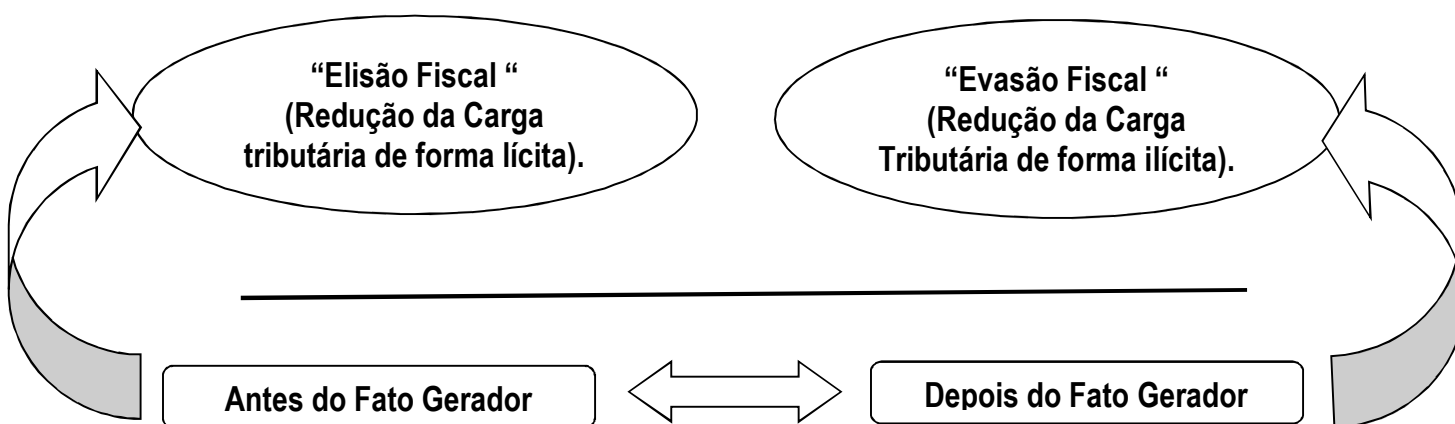 “Elisão Fiscal “
(Redução da Carga
tributária de forma lícita).
“Evasão Fiscal “
(Redução da Carga
Tributária de forma ilícita).
Antes do Fato Gerador
Depois do Fato Gerador